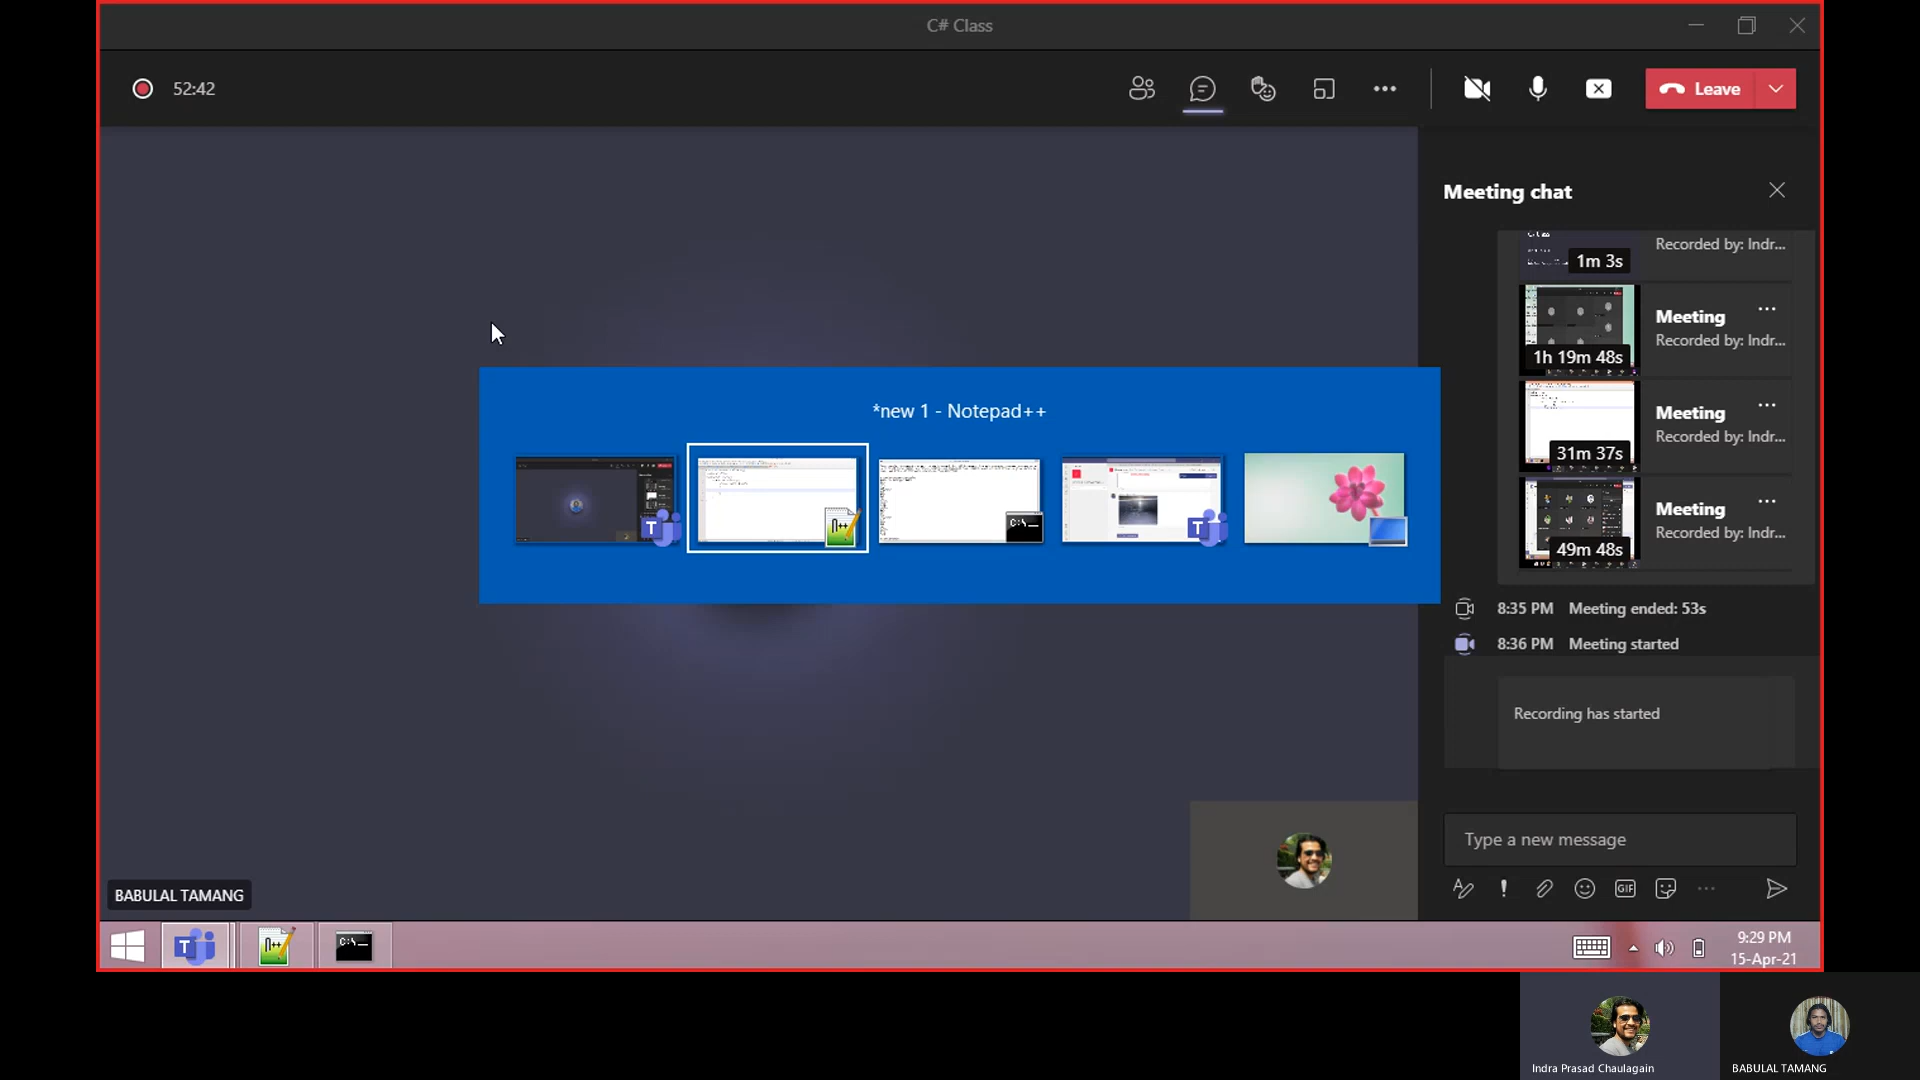 C# Class
52:42
Leave
Meeting chat
Recorded by: Indr...
1m 3s
Meeting
Recorded by: Indr...
1h 19m 48s
Meeting
Recorded by: Indr...
31m 37s
Meeting
Recorded by: Indr...
49m 48s
*new 1 - Notepad++
8:35 PM Meeting ended: 53s
8:36 PM Meeting started
Recording has started
Type a new message
GIF
BABULAL TAMANG
9:29 PM
15-Apr-21
Indra Prasad Chaulagain
BABULAL TAMANG